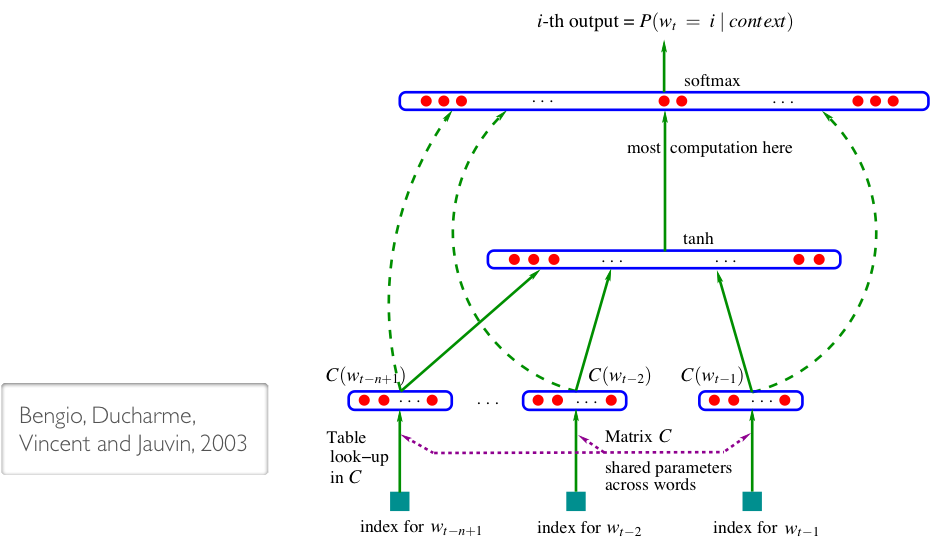 i-th output = P(w_t = i | context)
softmax
. . .
. . .
most computation here
tanh
. . .
. . .
C(w_{t−n+1})
C(w_{t−2})
C(w_{t−1})
. . .
. . .
. . .
. . .
Bengio, Ducharme,
Vincent and Jauvin, 2003
Table
look−up
in C
Matrix C
shared parameters
across words
index for w_{t−n+1}
index for w_{t−2}
index for w_{t−1}